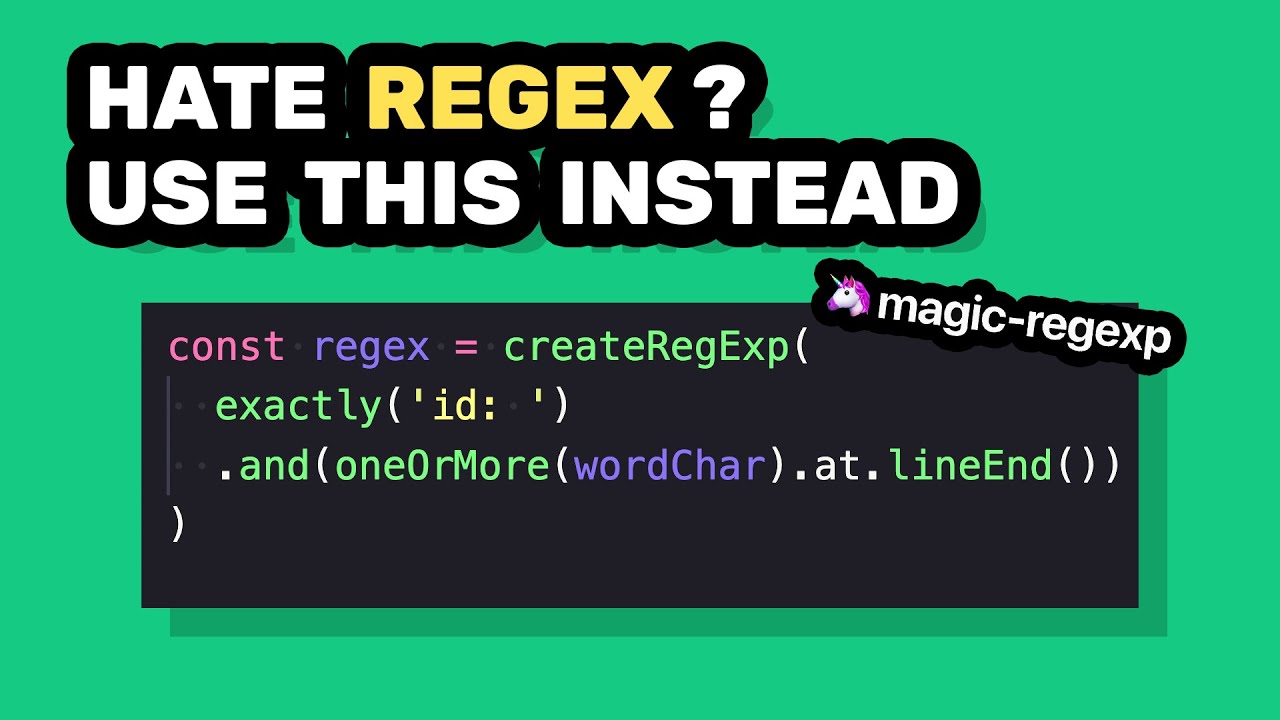 HATE REGEX ?
USE THIS INSTEAD
magic-regexp
const regex = createRegExp(
  exactly('id: ')
  .and(oneOrMore(wordChar).at.lineEnd())
)